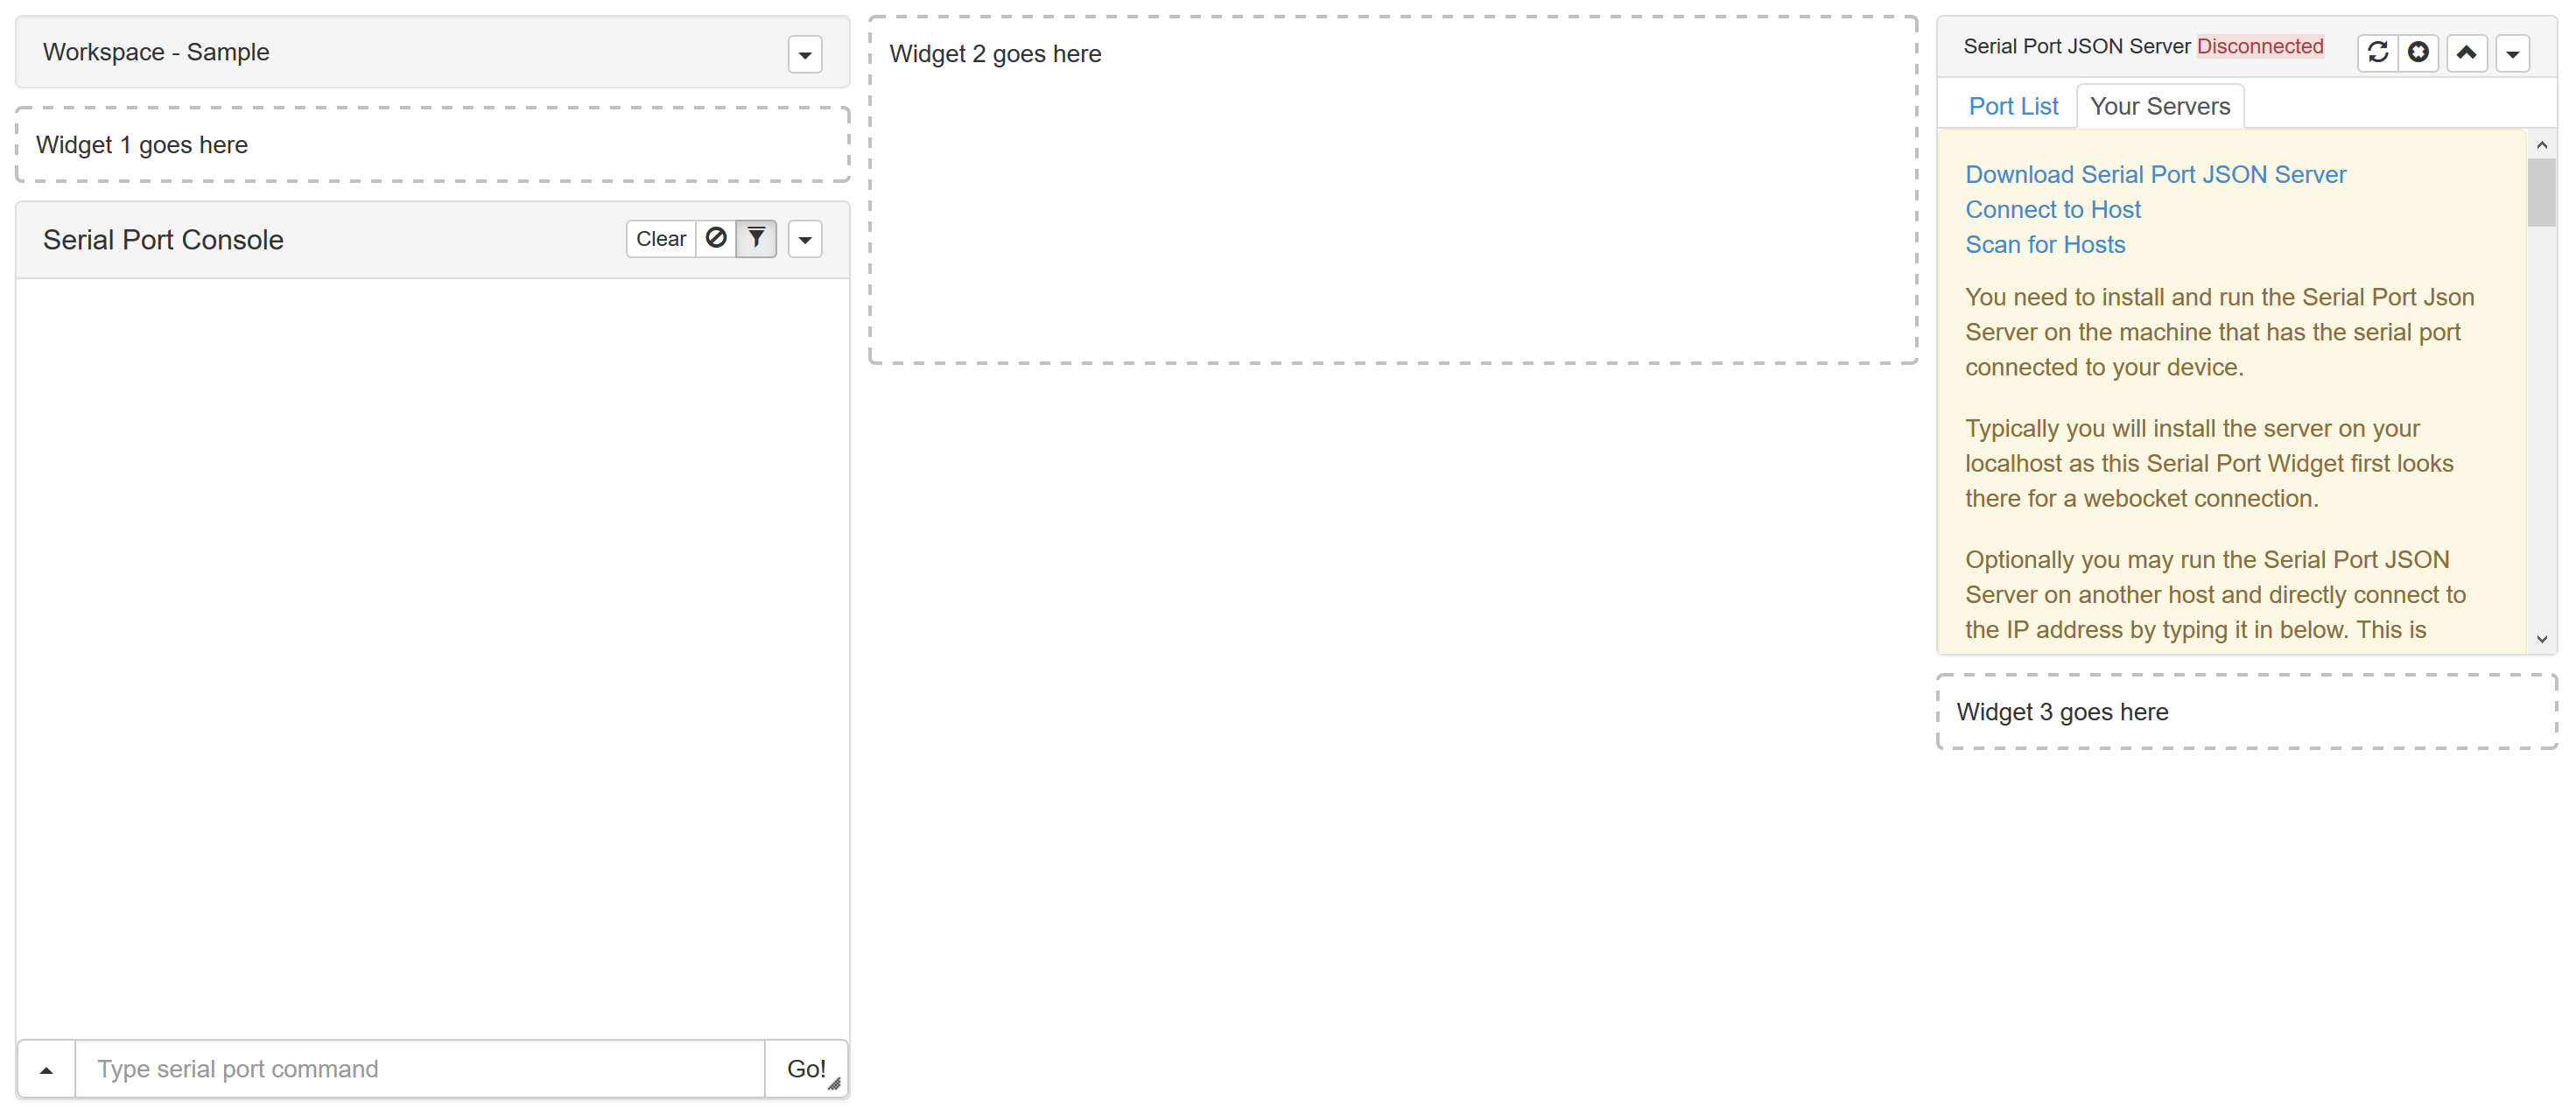 Workspace - Sample
Widget 1 goes here
Serial Port Console
Clear
Type serial port command
Go!
Widget 2 goes here
Serial Port JSON Server Disconnected
Port List
Your Servers
Download Serial Port JSON Server
Connect to Host
Scan for Hosts
You need to install and run the Serial Port Json
Server on the machine that has the serial port
connected to your device.
Typically you will install the server on your
localhost as this Serial Port Widget first looks
there for a webocket connection.
Optionally you may run the Serial Port JSON
Server on another host and directly connect to
the IP address by typing it in below. This is
Widget 3 goes here